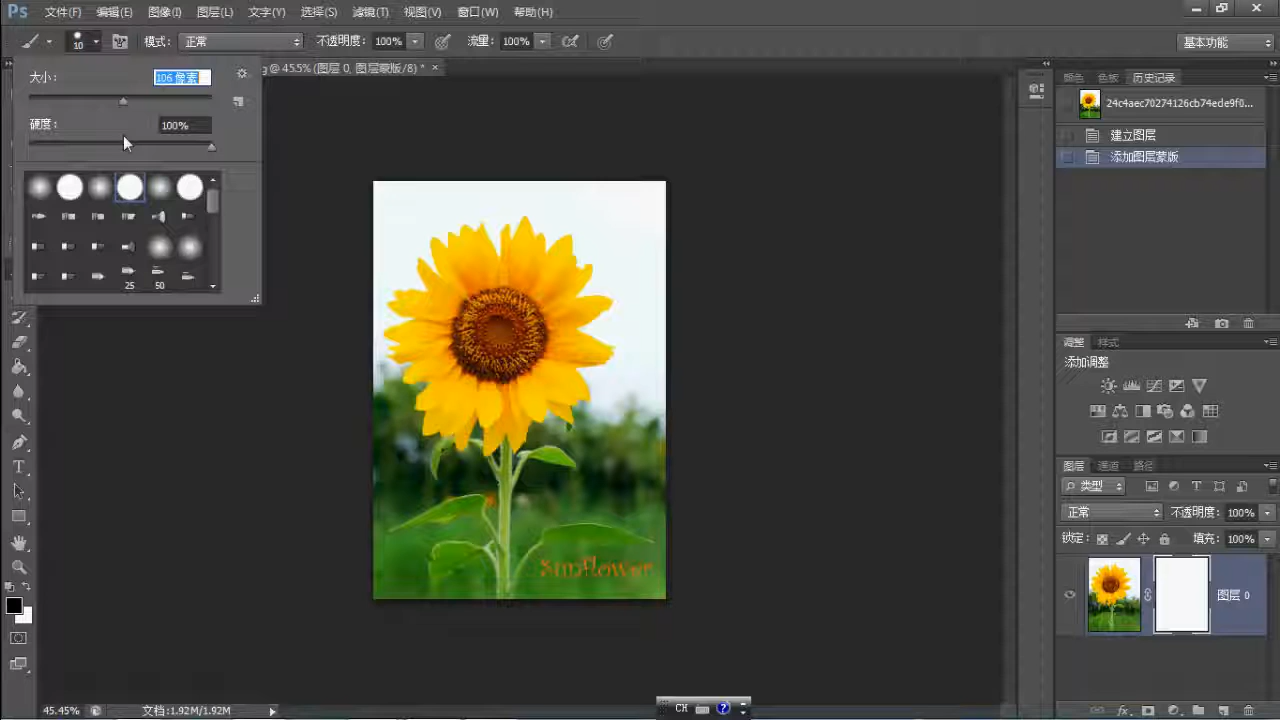 Ps 文件(F) 编辑(E) 图像(I) 图层(L) 文字(Y) 选择(S) 滤镜(T) 视图(V) 窗口(W) 帮助(H)
10 模式: 正常 不透明度: 100% 流量: 100% 基本功能
大小: 106 像素
g @ 45.5% (图层 0, 图层蒙版/8) * ×
颜色 色板 历史记录
24c4aec70274126cb74ede9f0...
硬度: 100%
建立图层
添加图层蒙版
25 50
调整 样式
添加调整
图层 通道 路径
类型
正常 不透明度: 100%
锁定: 填充: 100%
SunFlower
图层 0
45.45% 文档:1.92M/1.92M
CH